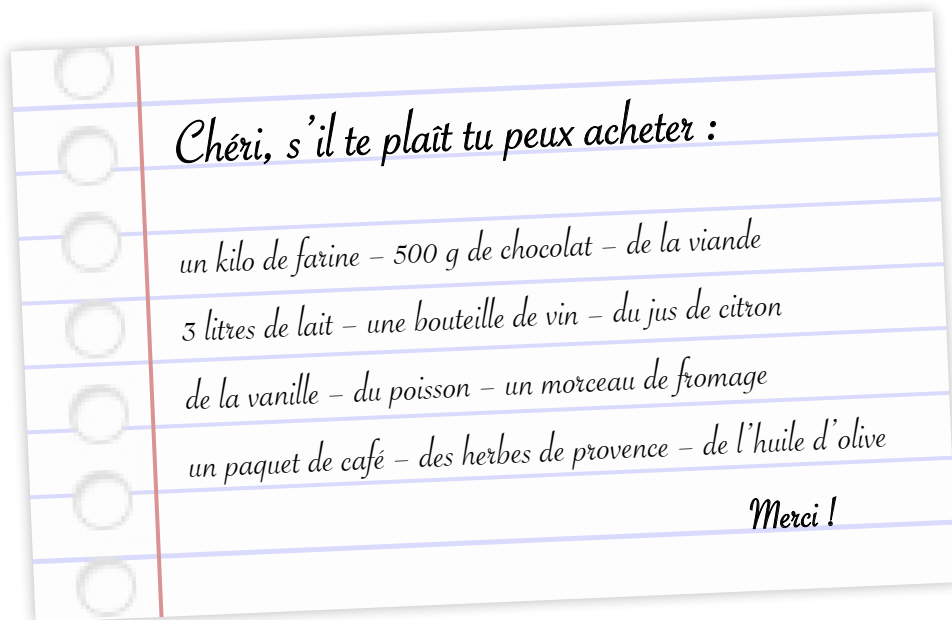 Chéri, s’il te plaît tu peux acheter :
un kilo de farine – 500 g de chocolat – de la viande
3 litres de lait – une bouteille de vin – du jus de citron
de la vanille – du poisson – un morceau de fromage
un paquet de café – des herbes de provence – de l’huile d’olive
Merci !